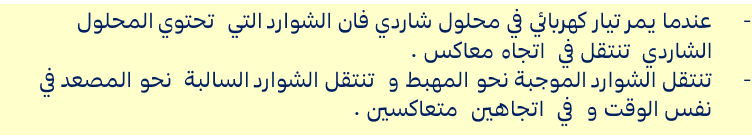 - عندما يمر تيار كهربائي في محلول شاردي فان الشوارد التي تحتوي المحلول
الشاردي تنتقل في اتجاه معاكس .
- تنتقل الشوارد الموجبة نحو المهبط و تنتقل الشوارد السالبة نحو المصعد في
نفس الوقت و في اتجاهين متعاكسين .